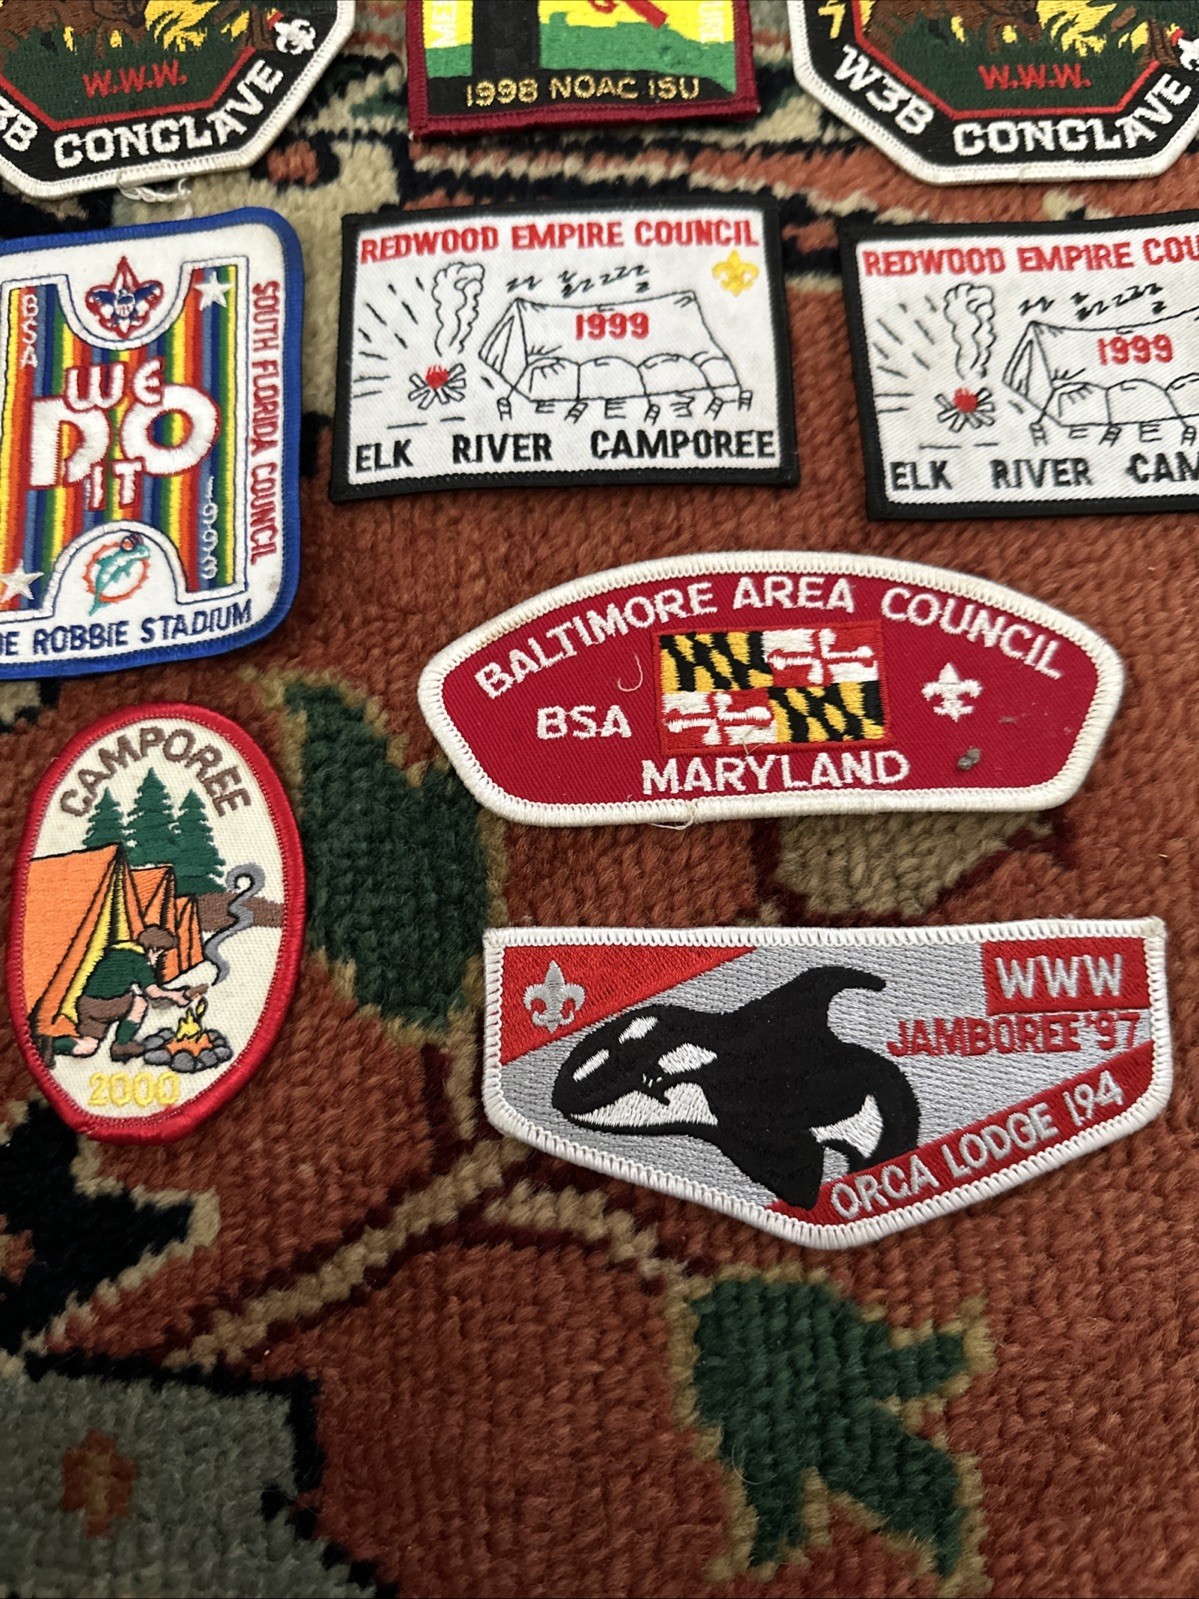 W.W.W.
3B CONCLAVE
1998 NOAC ISU
7
W.W.W.
W3B CONCLAVE
BSA
WE
DO
IT
1993
SOUTH FLORIDA COUNCIL
ROBBIE STADIUM
REDWOOD EMPIRE COUNCIL
1999
ELK RIVER CAMPOREE
REDWOOD EMPIRE COU
1999
ELK RIVER CAM
BALTIMORE AREA COUNCIL
BSA
MARYLAND
CAMPOREE
2000
WWW
JAMBOREE '97
ORCA LODGE 194